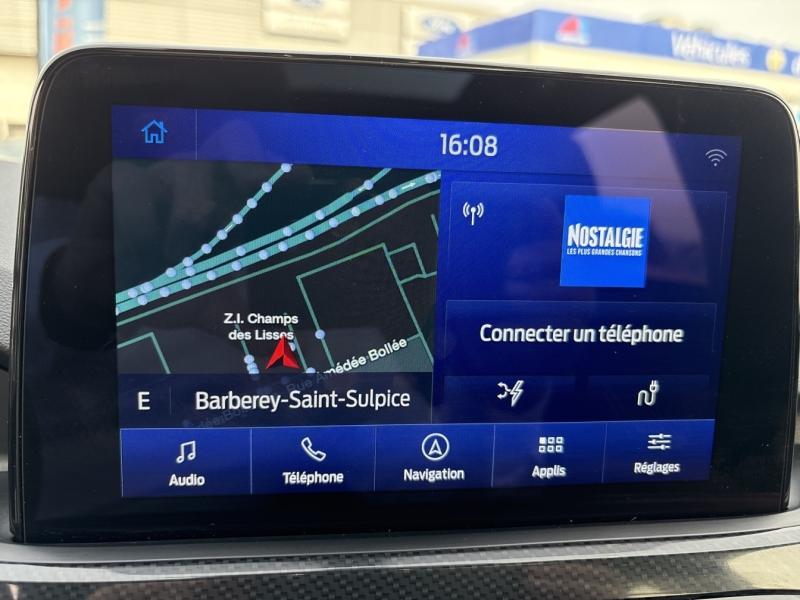 Véhicules
16:08
NOSTALGIE
LES PLUS GRANDES CHANSONS
Z.I. Champs
des Lisses
Rue Amédée Bollée
Connecter un téléphone
E
Barberey-Saint-Sulpice
Audio
Téléphone
Navigation
Applis
Réglages